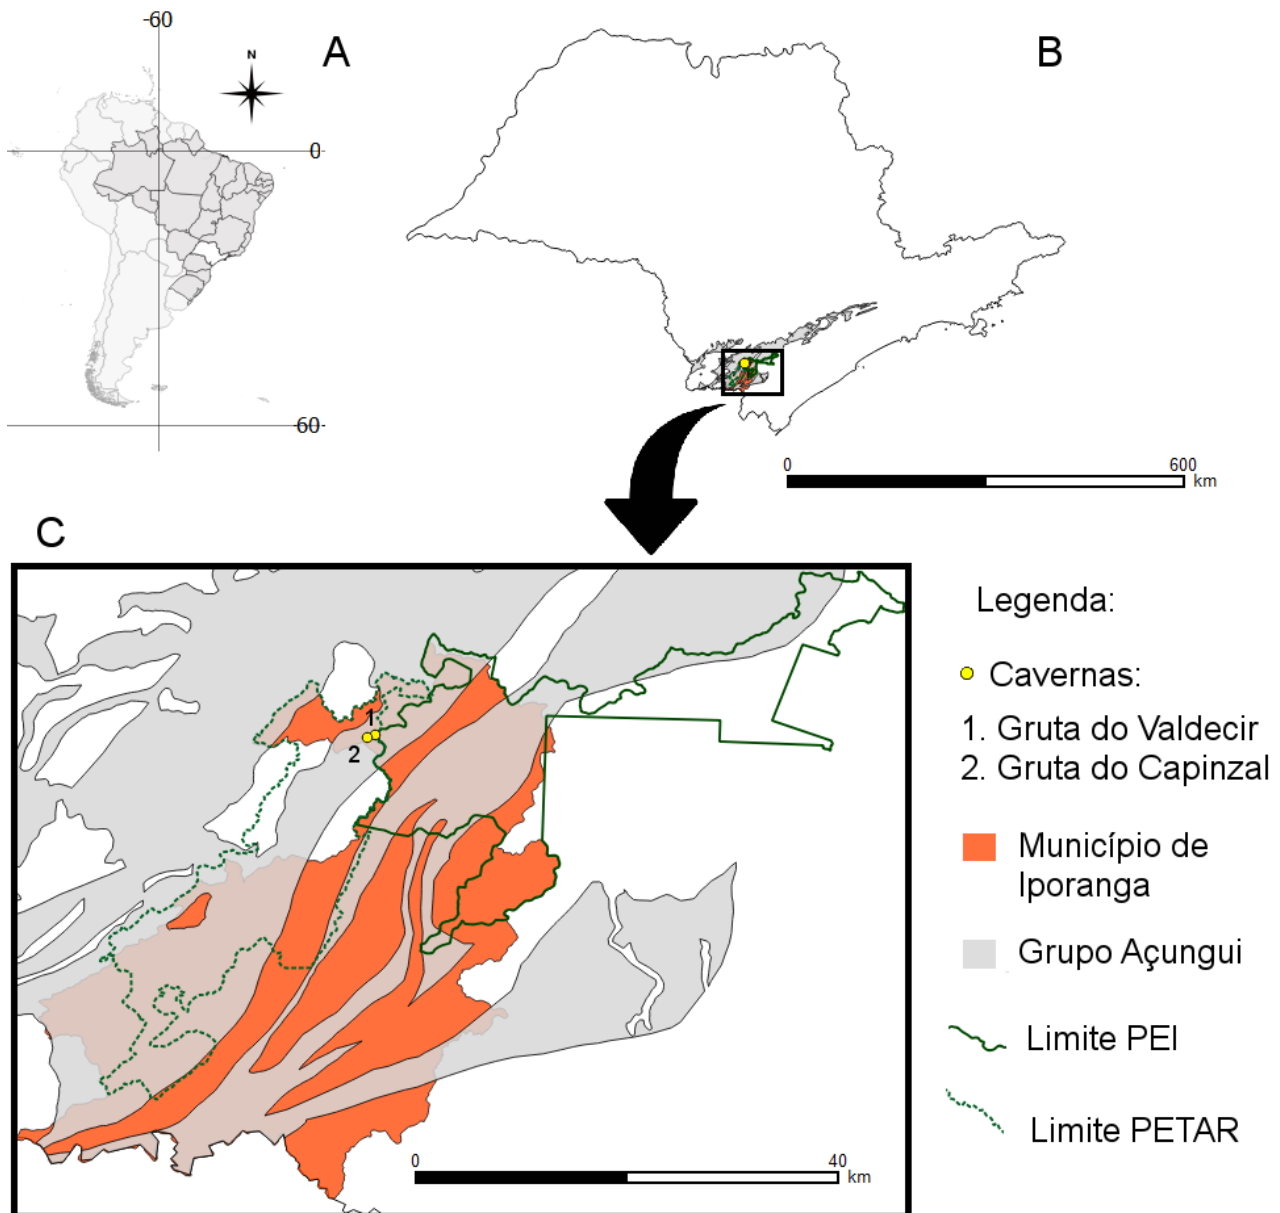 -60
N
A
B
0
-60
0
600
km
C
1
2
0
40
km
Legenda:
Cavernas:
1. Gruta do Valdecir
2. Gruta do Capinzal
Município de
Iporanga
Grupo Açungui
Limite PEI
Limite PETAR